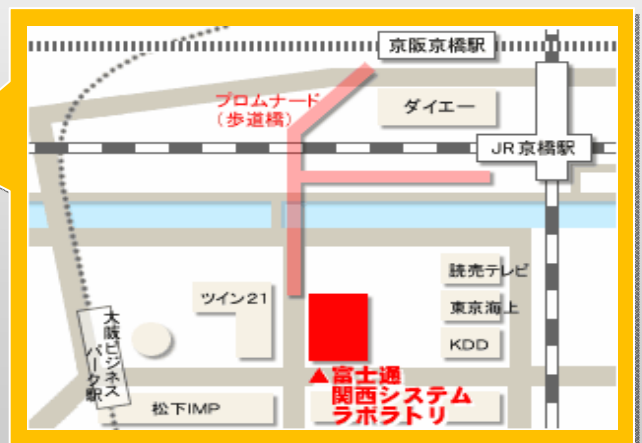 京阪京橋駅
プロムナード
（歩道橋）
ダイエー
JR京橋駅
読売テレビ
ツイン21
東京海上
KDD
大阪ビジネス
パーク駅
▲富士通
関西システム
ラボラトリ
松下IMP